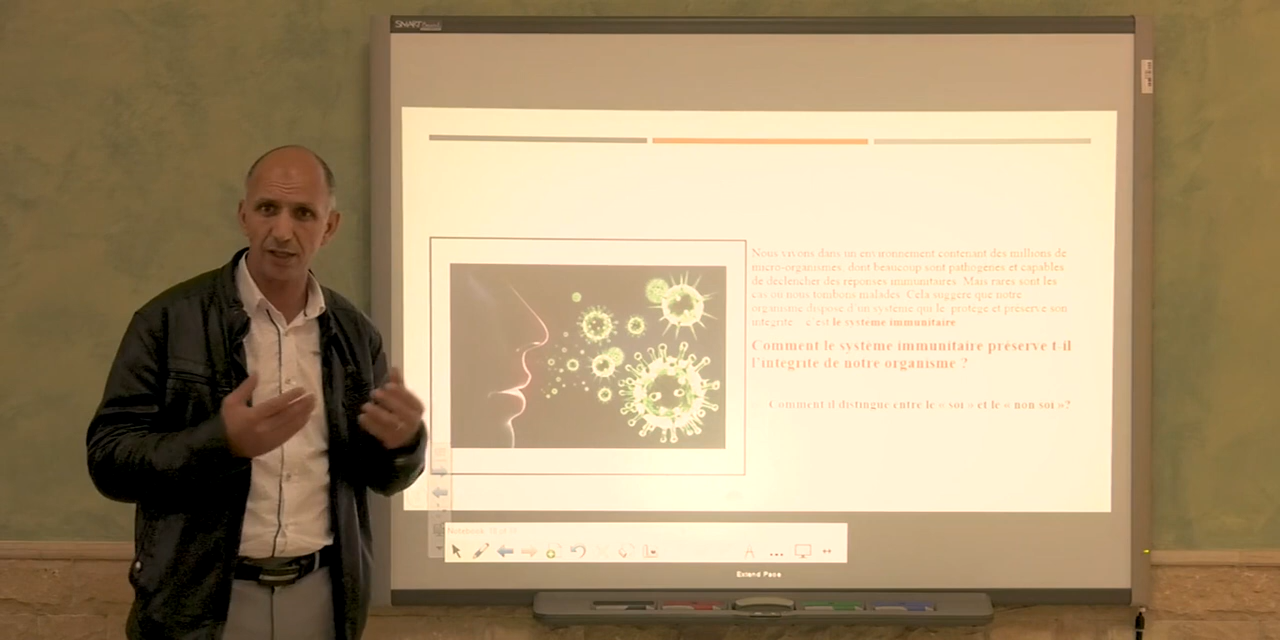 SMART
Nous vivons dans un environnement contenant des millions de
micro-organismes, dont beaucoup sont pathogènes et capables
de déclencher des réponses immunitaires. Mais rares sont les
cas où nous tombons malades. Cela suggère que notre
organisme dispose d'un système qui le protège et préserve son
intégrité : c'est le système immunitaire
Comment le système immunitaire préserve t-il
l'intégrité de notre organisme ?
Comment il distingue entre le « soi » et le « non soi »?
Notebook
Extend Page